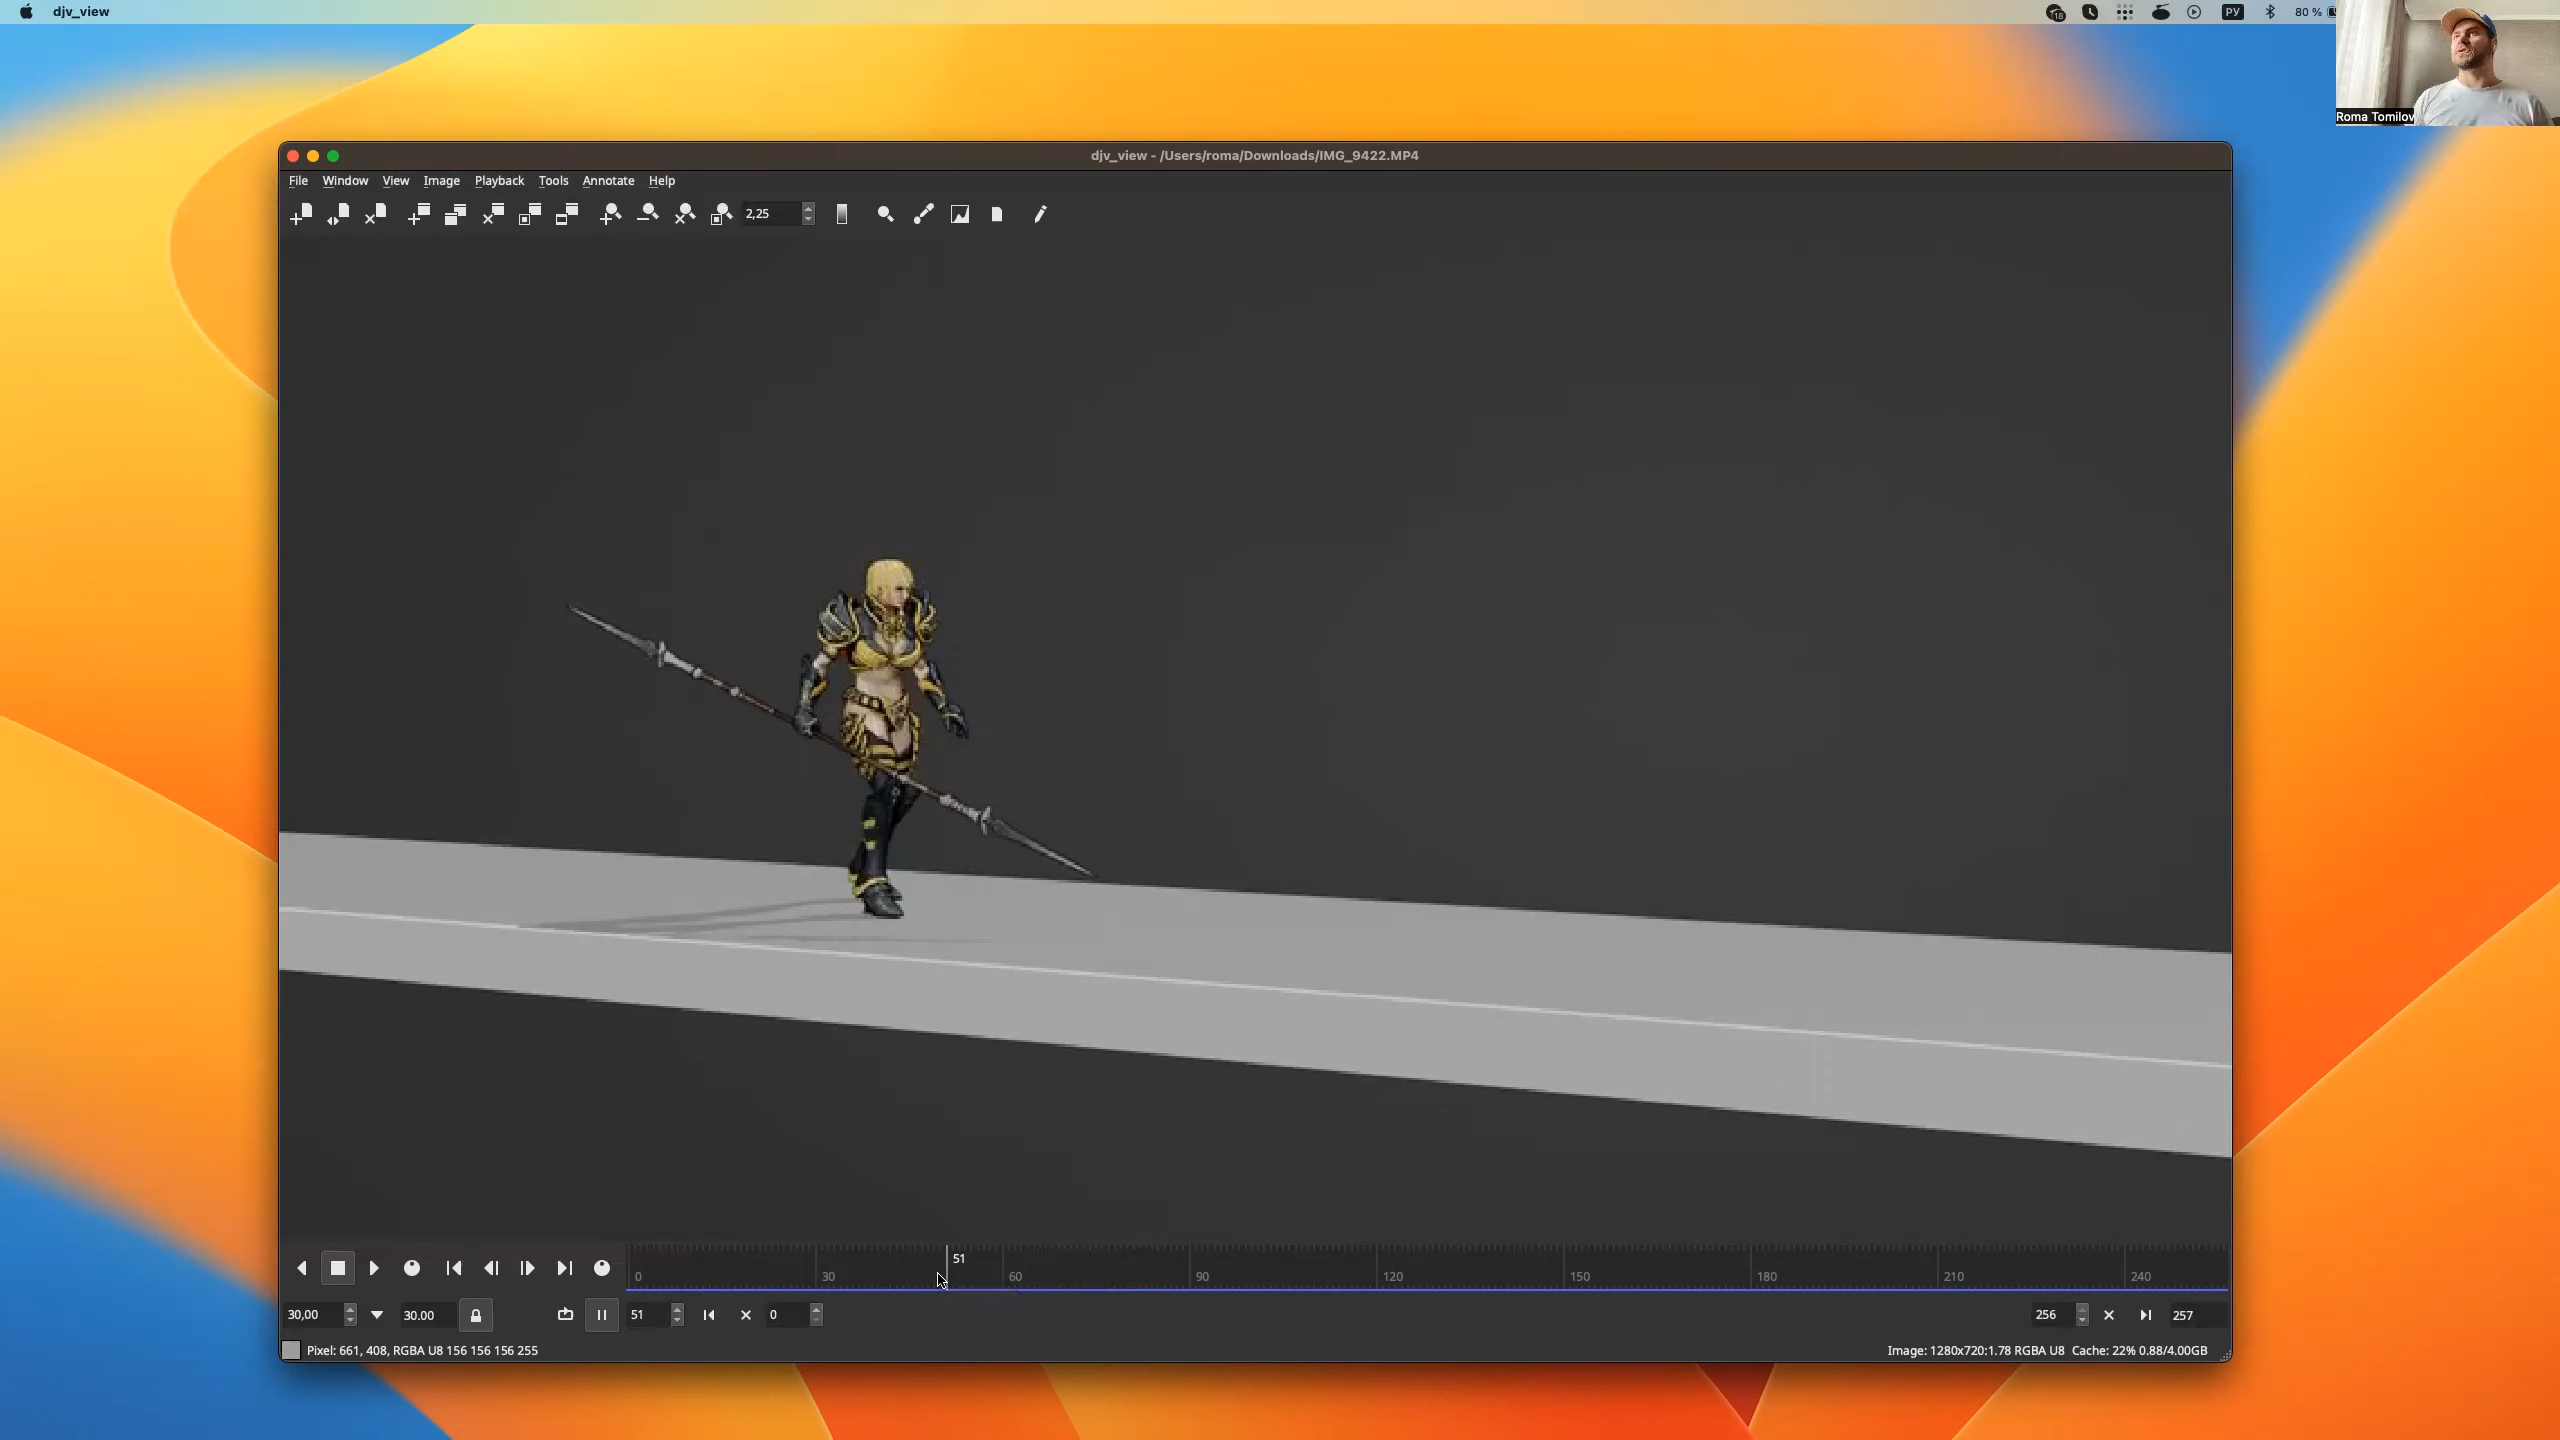 djv_view
18
РУ
80 %
Roma Tomilov
djv_view - /Users/roma/Downloads/IMG_9422.MP4
File Window View Image Playback Tools Annotate Help
2,25
51
0 30 60 90 120 150 180 210 240
30,00 30.00 51 0 256 257
Pixel: 661, 408, RGBA U8 156 156 156 255
Image: 1280x720:1.78 RGBA U8 Cache: 22% 0.88/4.00GB